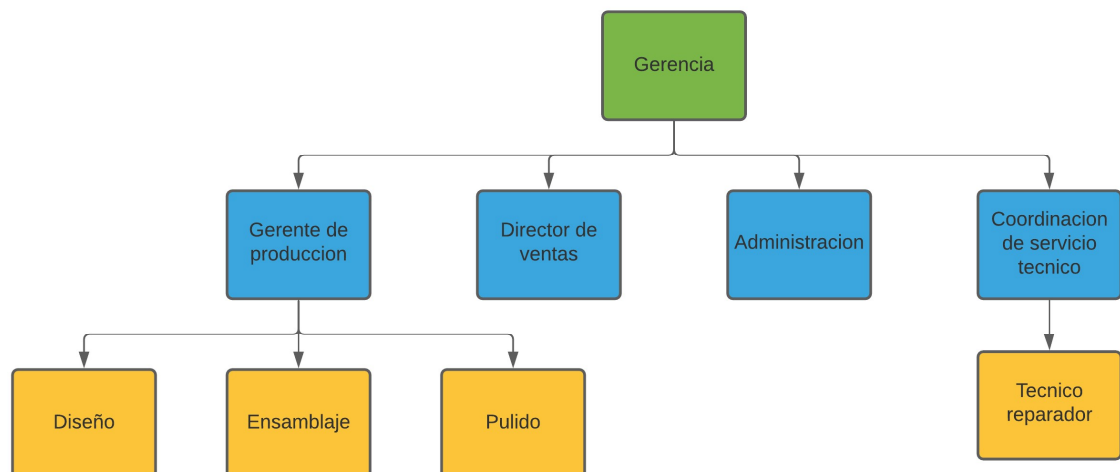 Gerencia
Gerente de
produccion
Director de
ventas
Administracion
Coordinacion
de servicio
tecnico
Diseño
Ensamblaje
Pulido
Tecnico
reparador